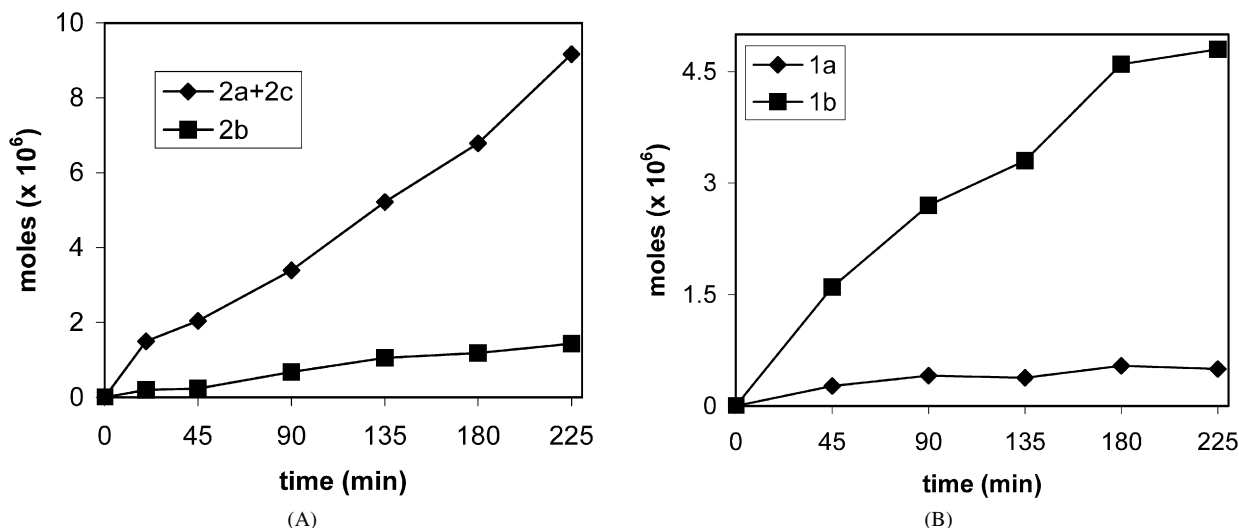 10
8
6
4
2
0
moles (x 10⁶)
2a+2c
2b
0 45 90 135 180 225
time (min)
(A)
4.5
3
1.5
0
moles (x 10⁶)
1a
1b
0 45 90 135 180 225
time (min)
(B)